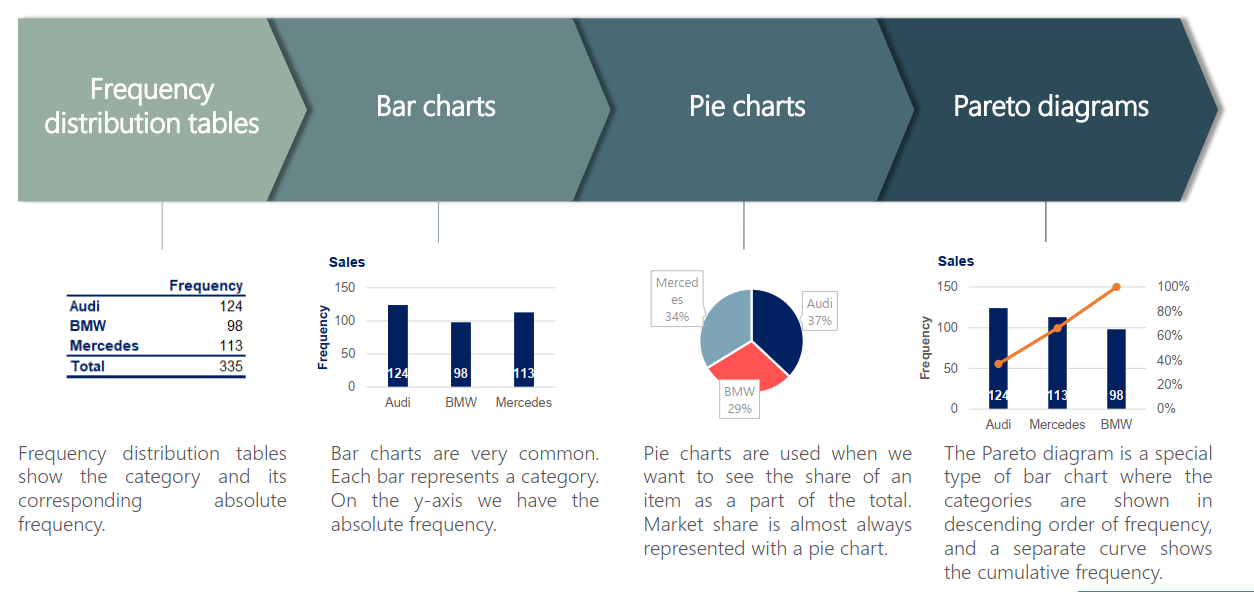 Frequency
distribution tables
Bar charts
Pie charts
Pareto diagrams
Frequency
Audi 124
BMW 98
Mercedes 113
Total 335
Sales
Frequency
150
100
50
0
124
98
113
Audi BMW Mercedes
Merced
es
34%
Audi
37%
BMW
29%
Sales
Frequency
150
100
50
0
124
113
98
100%
80%
60%
40%
20%
0%
Audi Mercedes BMW
Frequency distribution tables
show the category and its
corresponding absolute
frequency.
Bar charts are very common.
Each bar represents a category.
On the y-axis we have the
absolute frequency.
Pie charts are used when we
want to see the share of an
item as a part of the total.
Market share is almost always
represented with a pie chart.
The Pareto diagram is a special
type of bar chart where the
categories are shown in
descending order of frequency,
and a separate curve shows
the cumulative frequency.